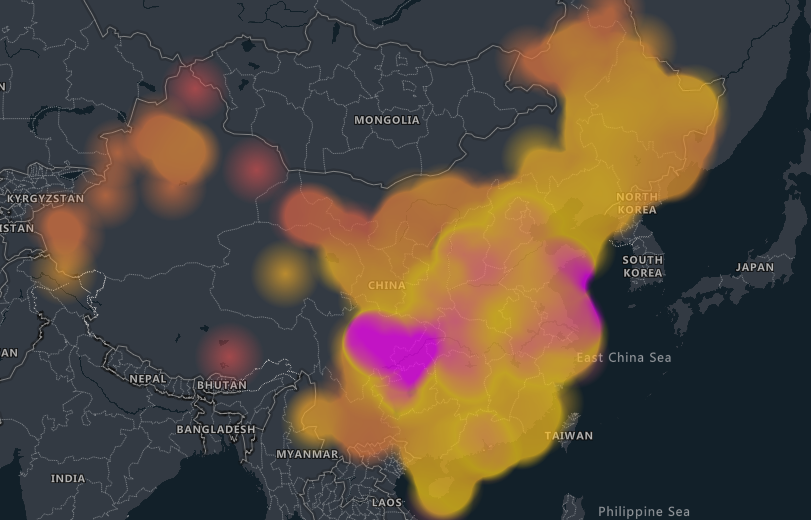 N
MONGOLIA
KYRGYZSTAN
ISTAN
NORTH
KOREA
SOUTH
KOREA
JAPAN
CHINA
AN
East China Sea
NEPAL
BHUTAN
BANGLADESH
TAIWAN
MYANMAR
INDIA
LAOS
Philippine Sea